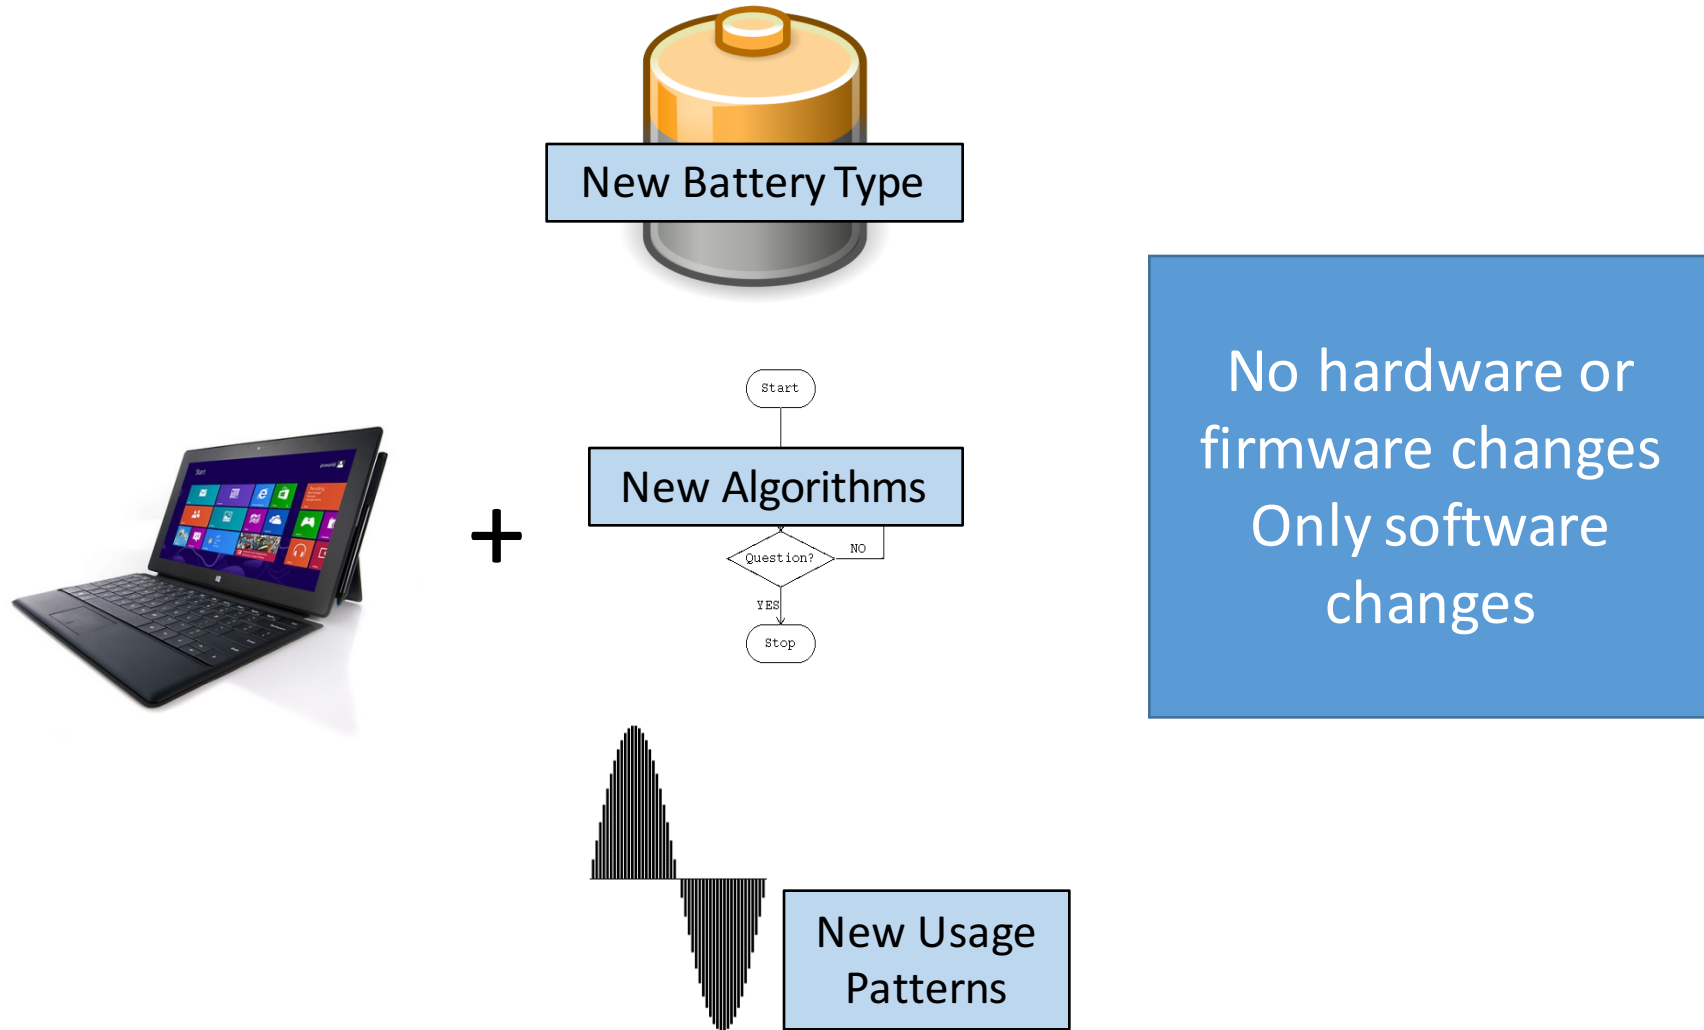 New Battery Type
Start
New Algorithms
Question?
NO
YES
Stop
New Usage
Patterns
No hardware or
firmware changes
Only software
changes
Start